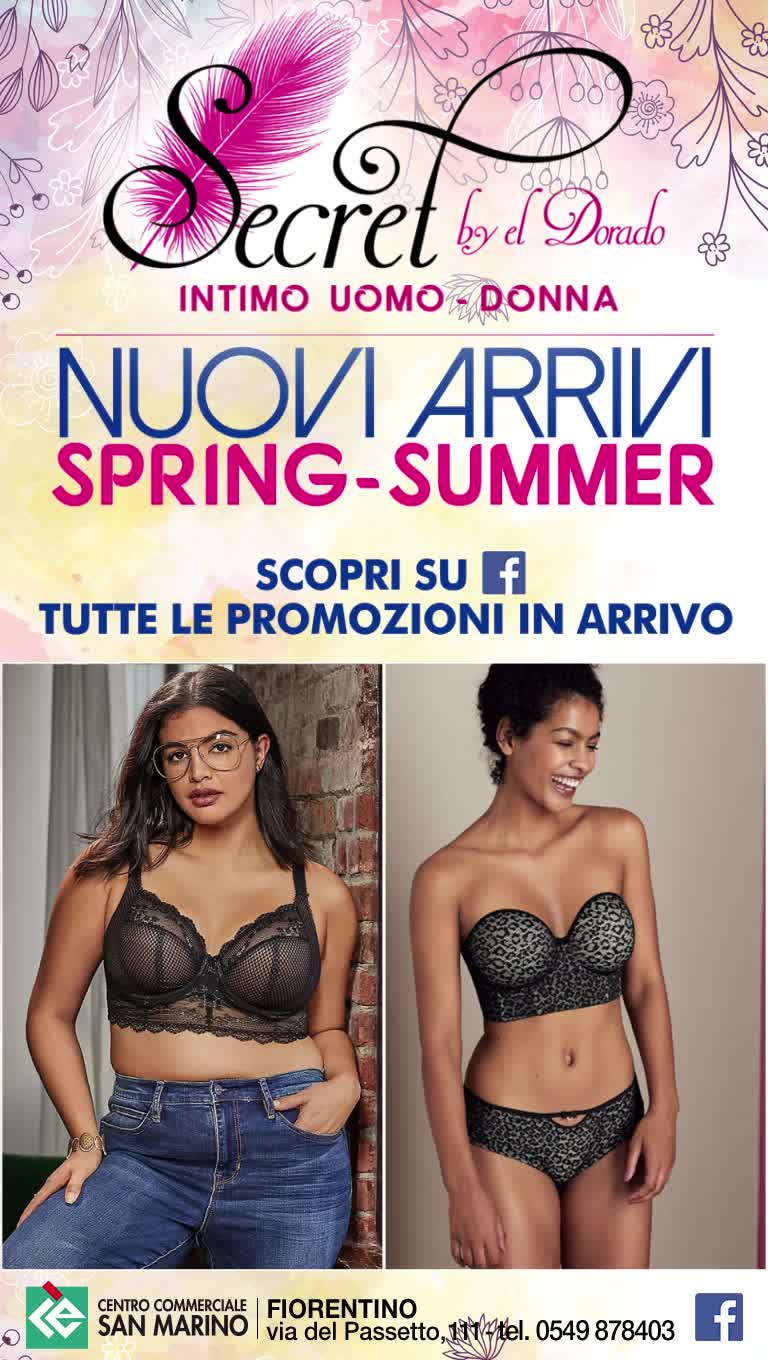 Secret by el Dorado
INTIMO UOMO - DONNA
NUOVI ARRIVI
SPRING-SUMMER
SCOPRI SU f
TUTTE LE PROMOZIONI IN ARRIVO
CENTRO COMMERCIALE
SAN MARINO
FIORENTINO
via del Passetto, 111 - tel. 0549 878403
f